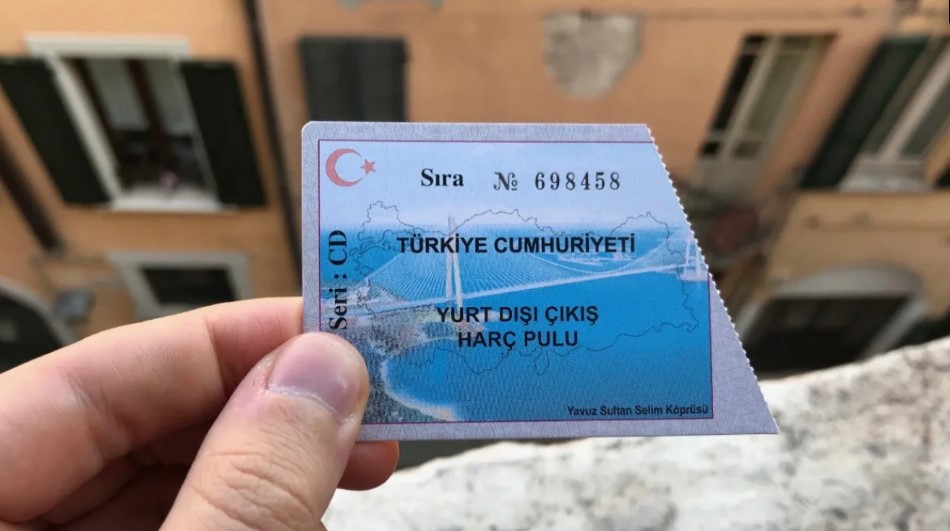 Sıra № 698458
Seri : CD
TÜRKİYE CUMHURİYETİ
YURT DIŞI ÇIKIŞ
HARÇ PULU
Yavuz Sultan Selim Köprüsü